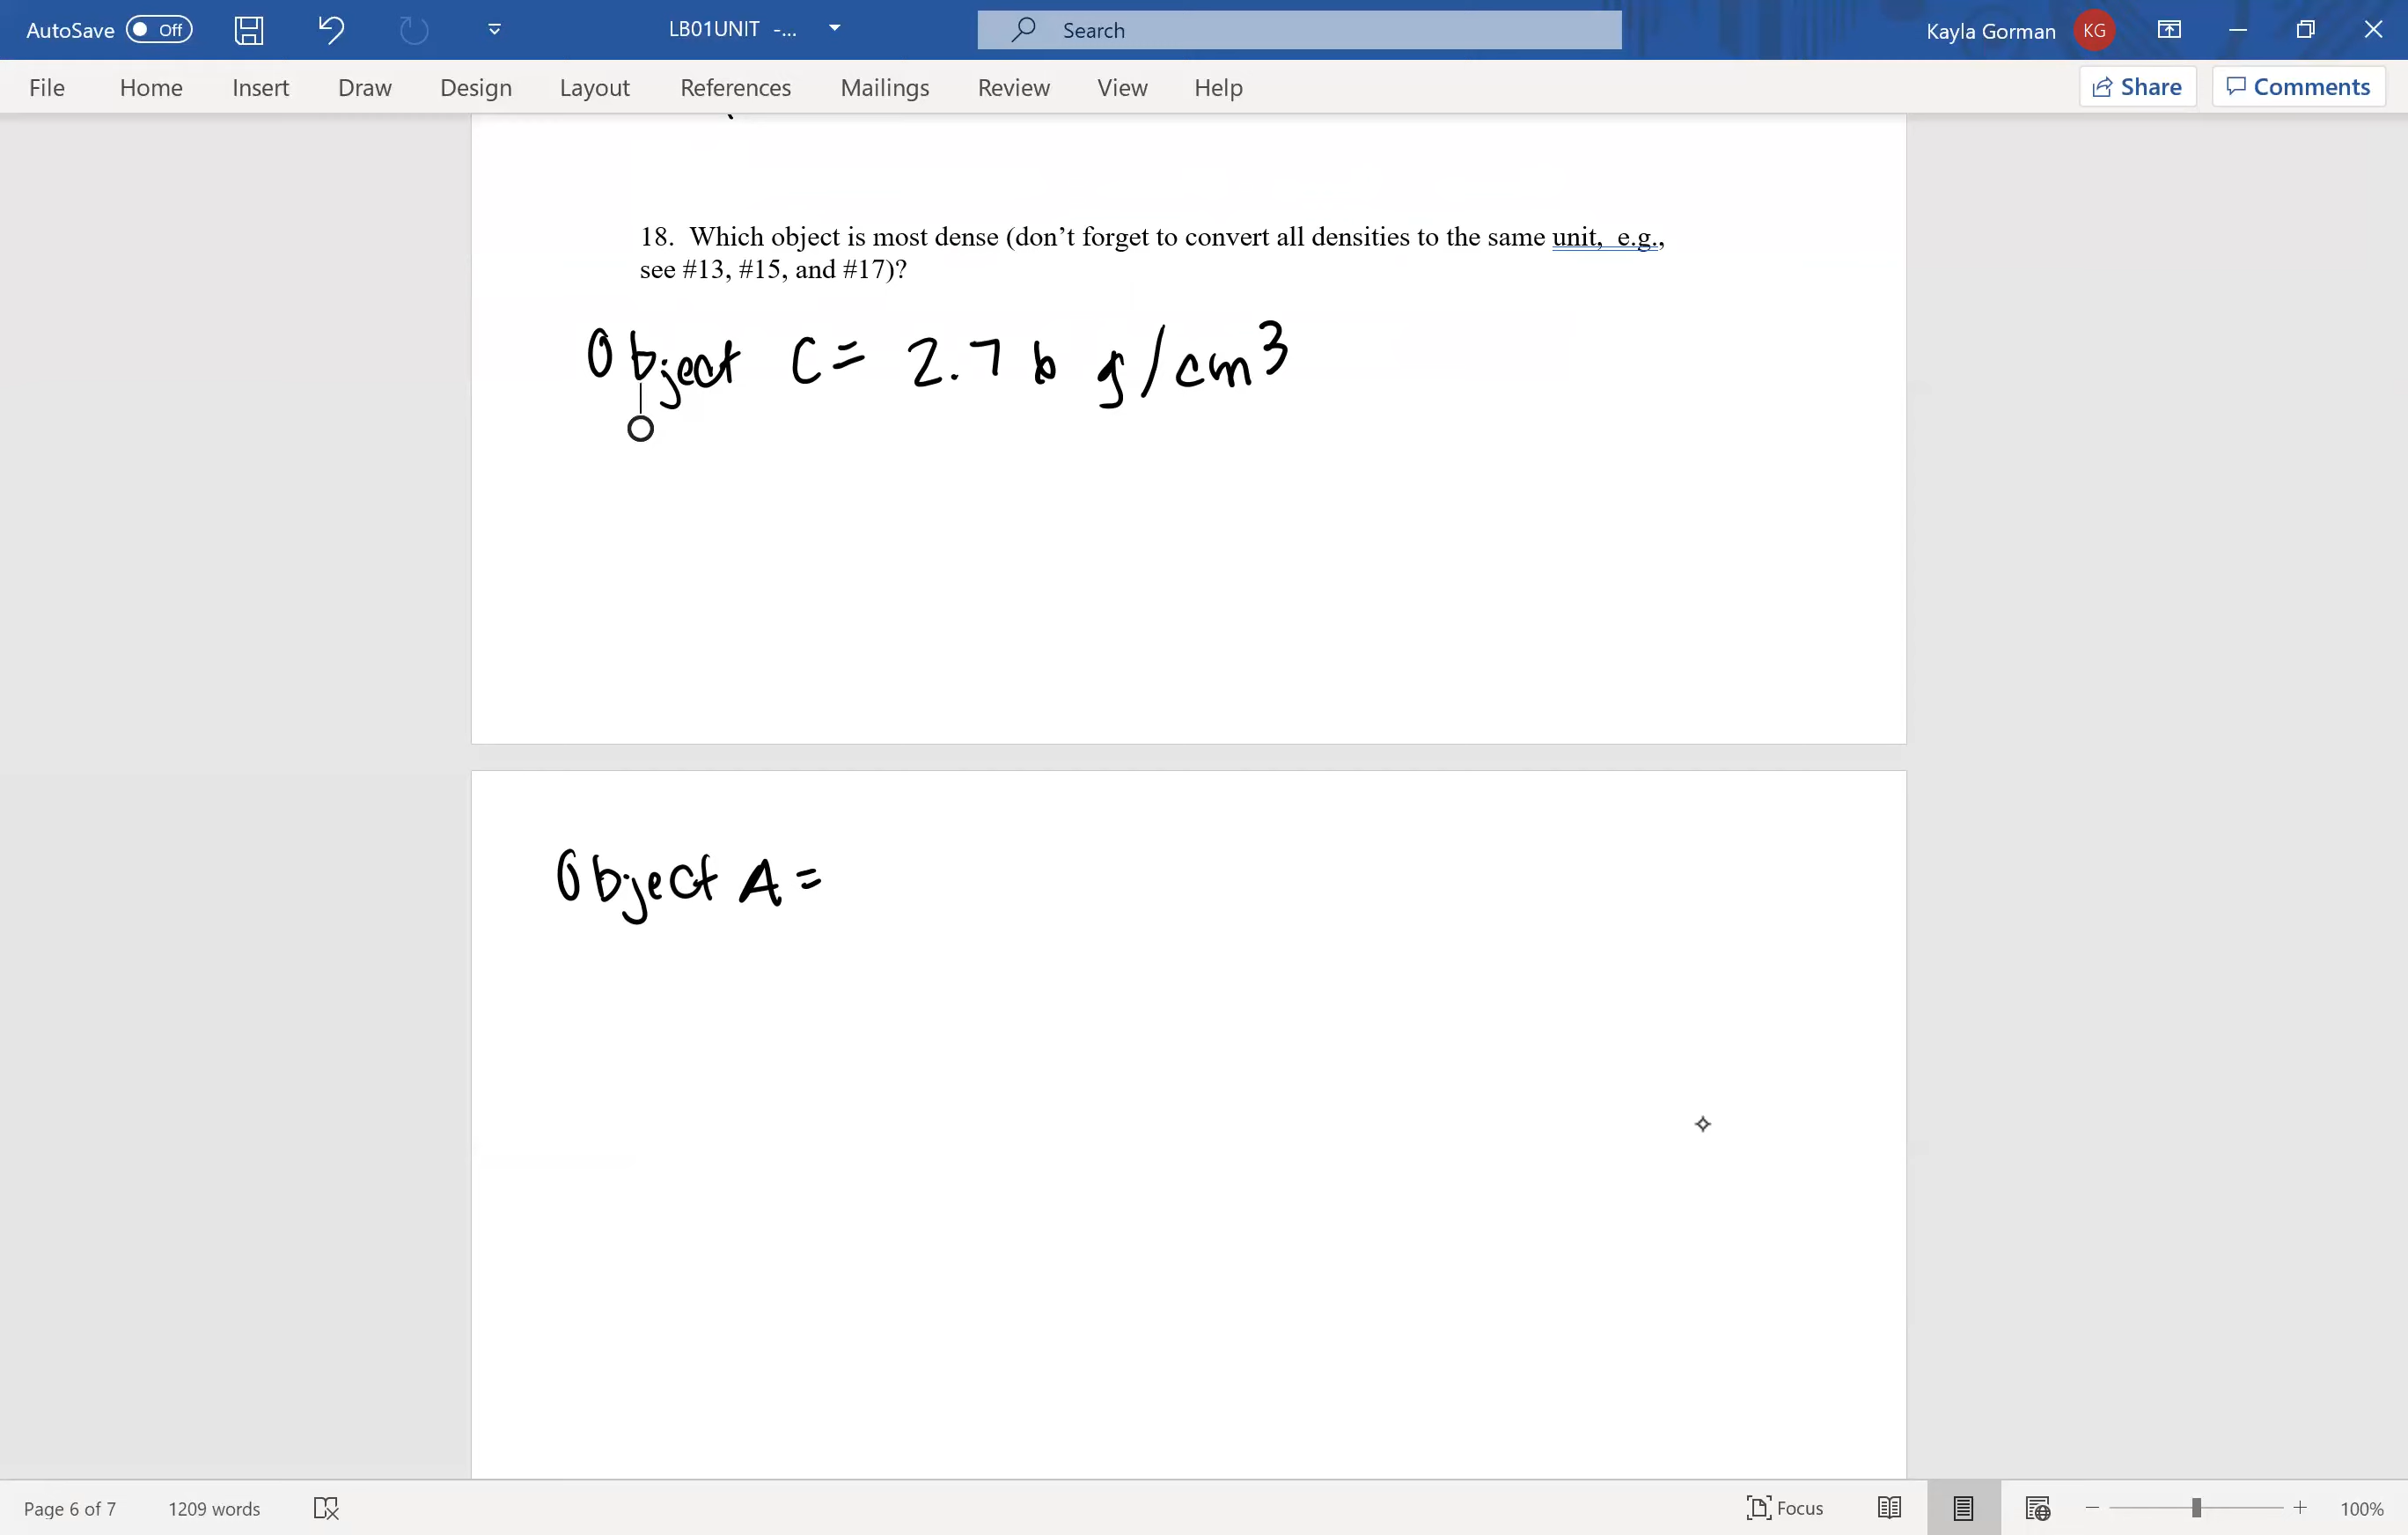 AutoSave Off LB01UNIT -... Search Kayla Gorman KG
File Home Insert Draw Design Layout References Mailings Review View Help Share Comments
18. Which object is most dense (don’t forget to convert all densities to the same unit, e.g.,
see #13, #15, and #17)?
Object C = 2.76 g/cm³
Object A =
Page 6 of 7 1209 words Focus 100%